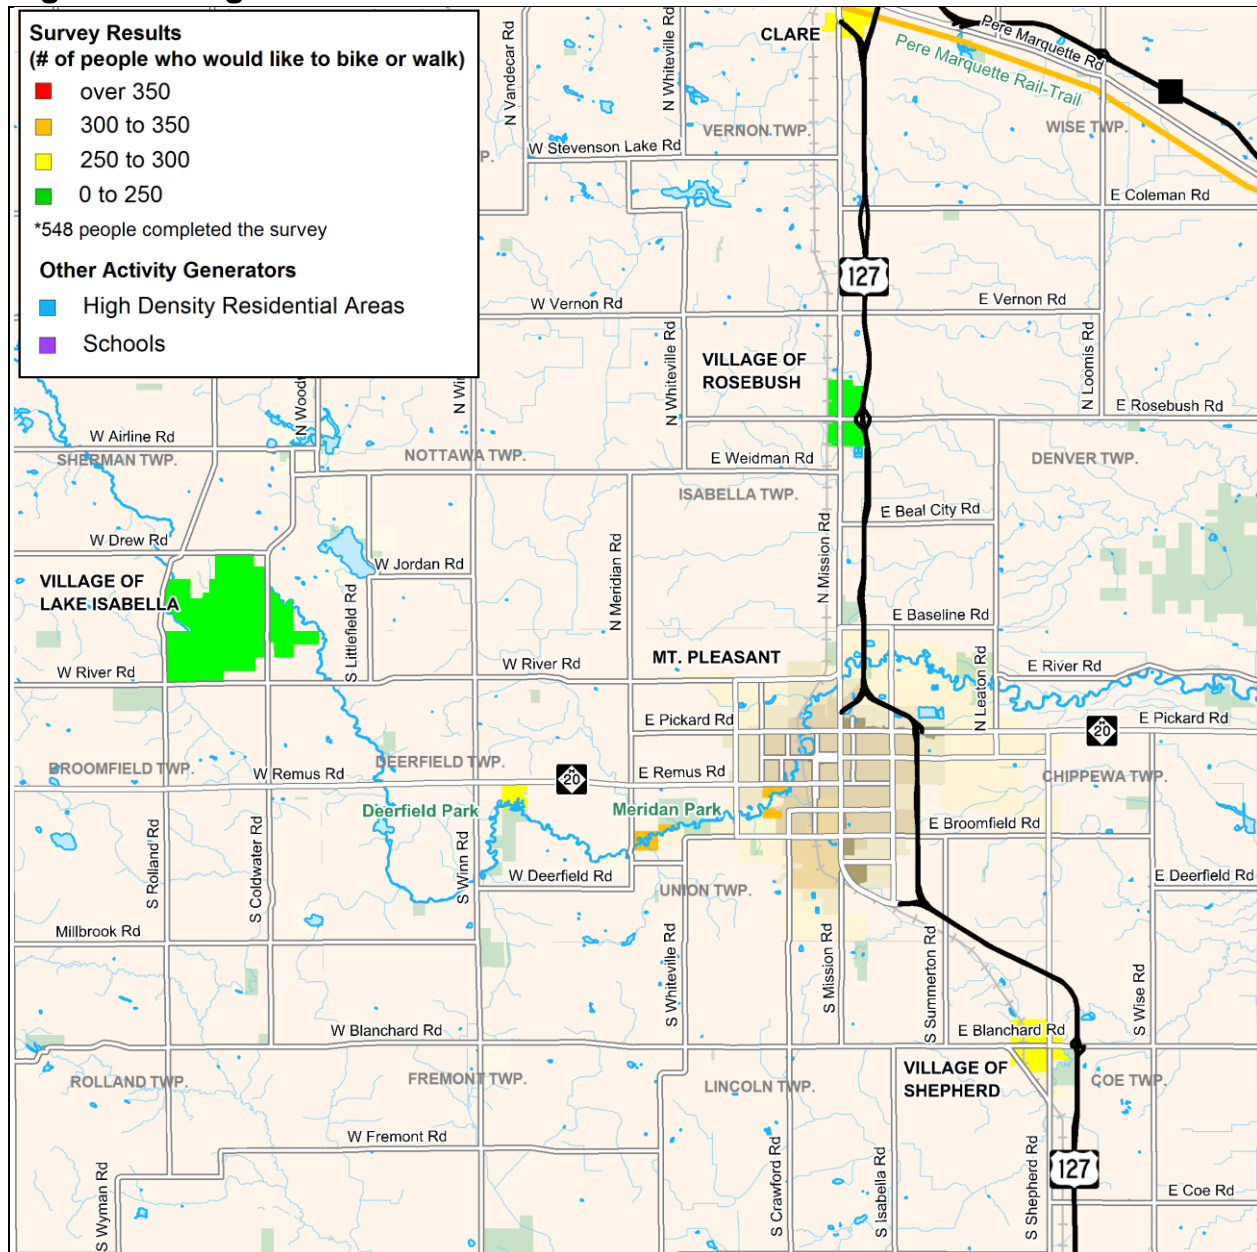 Survey Results
(# of people who would like to bike or walk)
over 350
300 to 350
250 to 300
0 to 250
*548 people completed the survey
Other Activity Generators
High Density Residential Areas
Schools
CLARE
Pere Marquette Rd
Pere Marquette Rail-Trail
N Vandecar Rd
N Whiteville Rd
VERNON TWP.
WISE TWP.
P.
W Stevenson Lake Rd
E Coleman Rd
127
W Vernon Rd
E Vernon Rd
VILLAGE OF
ROSEBUSH
N Whiteville Rd
N Loomis Rd
N Woodr
N Win
E Rosebush Rd
W Airline Rd
SHERMAN TWP.
NOTTAWA TWP.
E Weidman Rd
DENVER TWP.
ISABELLA TWP.
E Beal City Rd
W Drew Rd
W Jordan Rd
N Meridian Rd
N Mission Rd
VILLAGE OF
LAKE ISABELLA
S Littlefield Rd
E Baseline Rd
MT. PLEASANT
W River Rd
W River Rd
E River Rd
N Leaton Rd
E Pickard Rd
E Pickard Rd
20
BROOMFIELD TWP.
DEERFIELD TWP.
W Remus Rd
20
E Remus Rd
CHIPPEWA TWP.
Deerfield Park
Meridan Park
E Broomfield Rd
S Rolland Rd
S Coldwater Rd
S Winn Rd
W Deerfield Rd
E Deerfield Rd
UNION TWP.
Millbrook Rd
S Whiteville Rd
S Mission Rd
S Summerton Rd
S Wise Rd
W Blanchard Rd
E Blanchard Rd
VILLAGE OF
SHEPHERD
ROLLAND TWP.
FREMONT TWP.
LINCOLN TWP.
COE TWP.
W Fremont Rd
S Wyman Rd
S Crawford Rd
S Isabella Rd
S Shepherd Rd
127
E Coe Rd